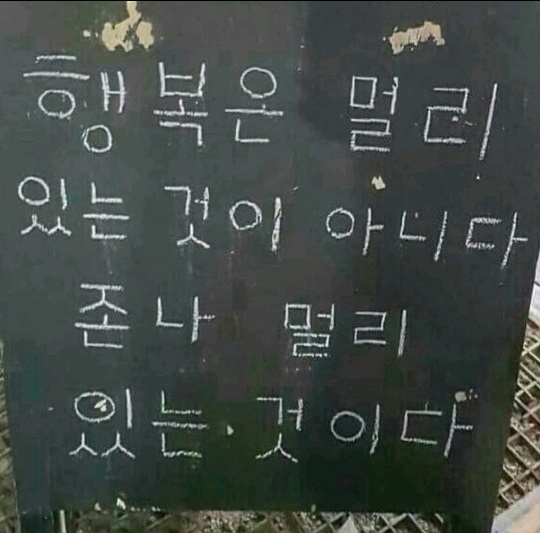 행복은 멀리
있는 것이 아니다
존나 멀리
있는 것이다